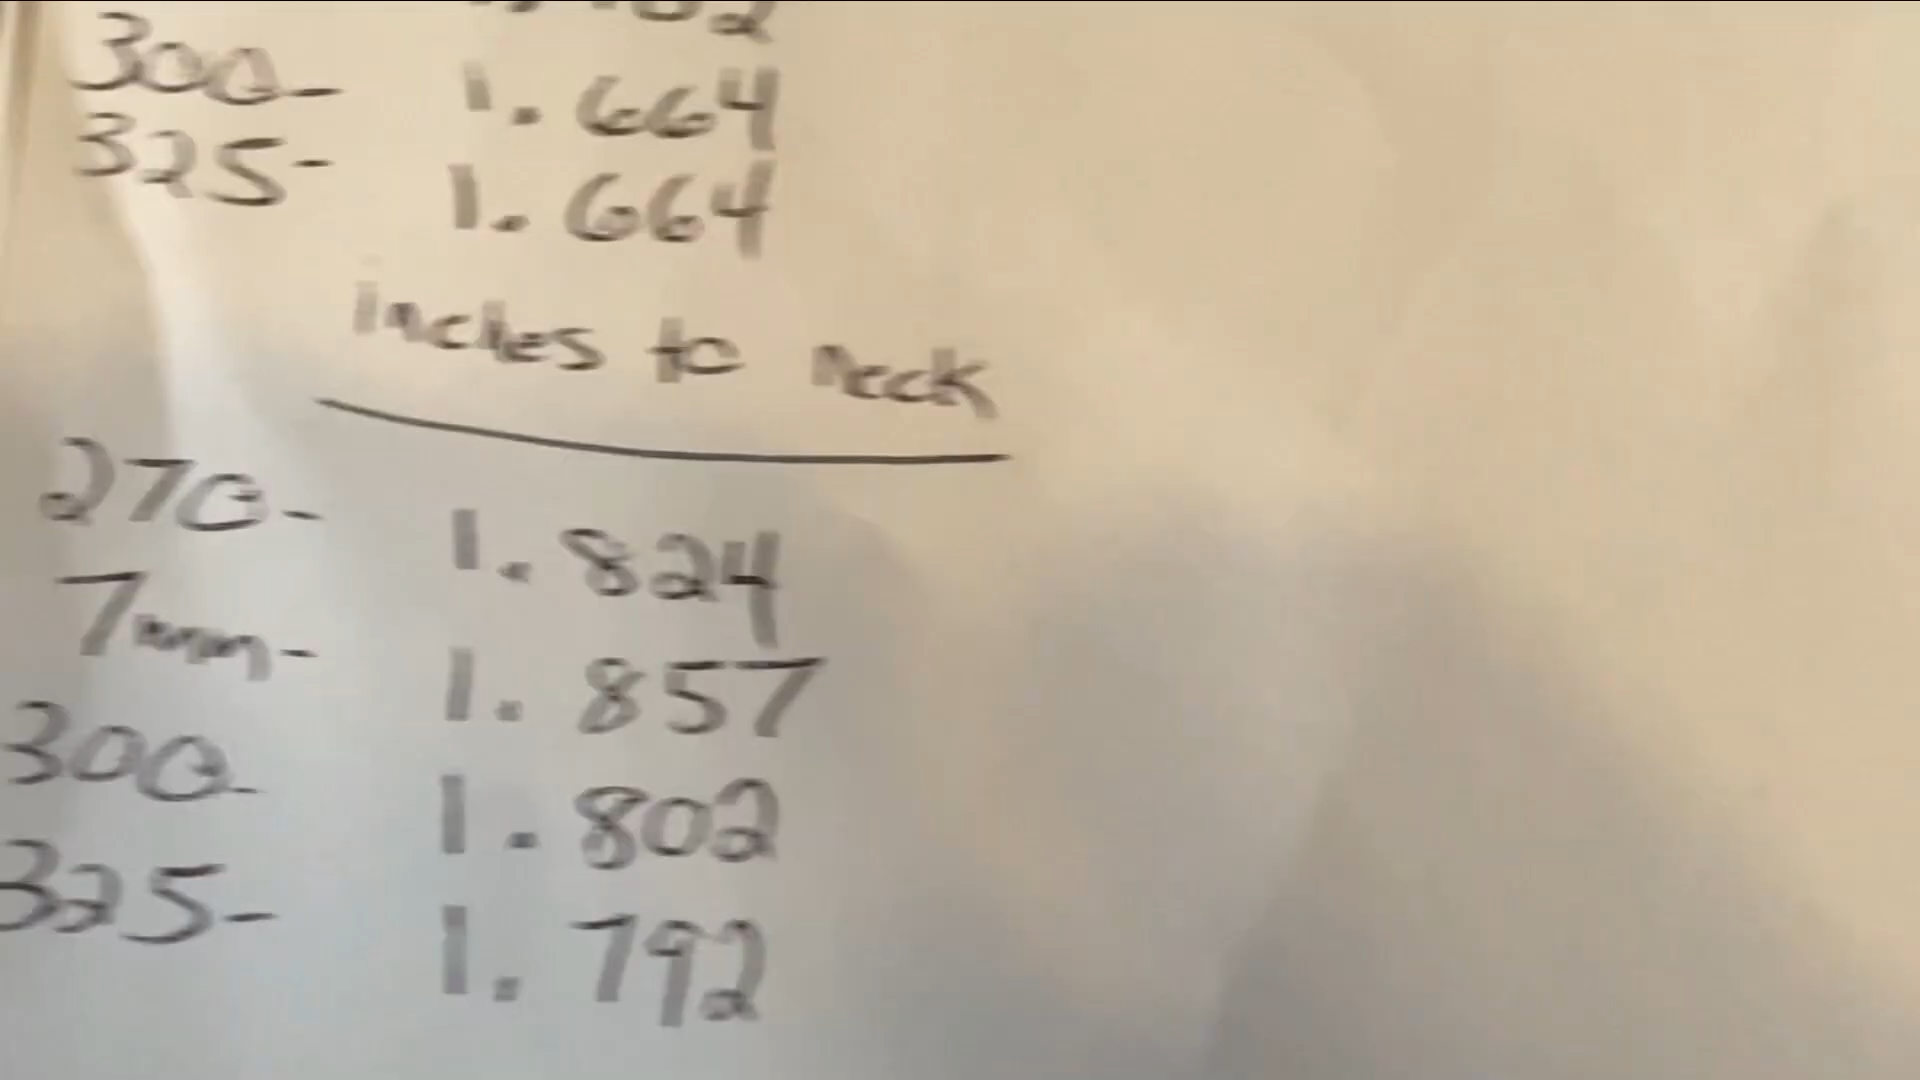 300- 1.664
325- 1.664
inches to neck
270- 1.824
7mm- 1.857
300- 1.802
325- 1.792